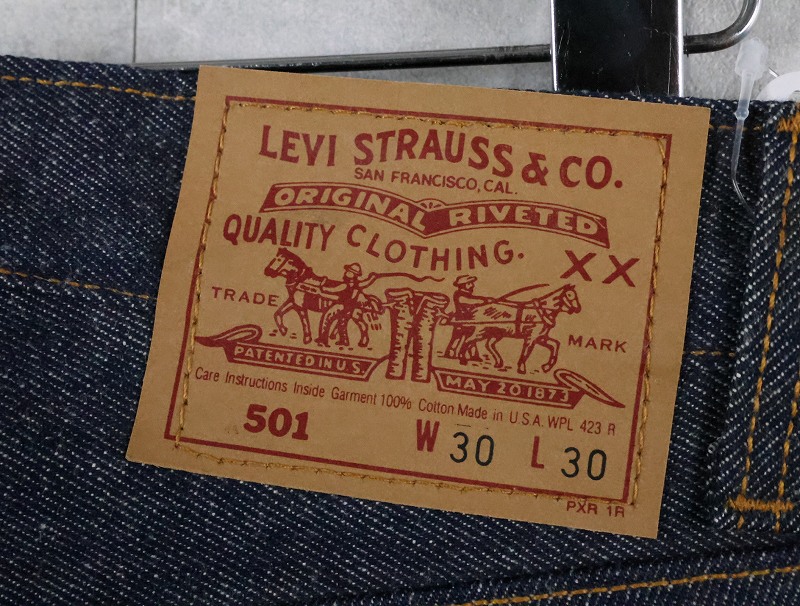 LEVI STRAUSS & CO.
SAN FRANCISCO, CAL.
ORIGINAL RIVETED
QUALITY CLOTHING.
XX
TRADE MARK
PATENTED IN U.S. MAY 20 1873
Care Instructions Inside Garment 100% Cotton Made in U.S.A. WPL 423 R
501 W 30 L 30
PXR 1R